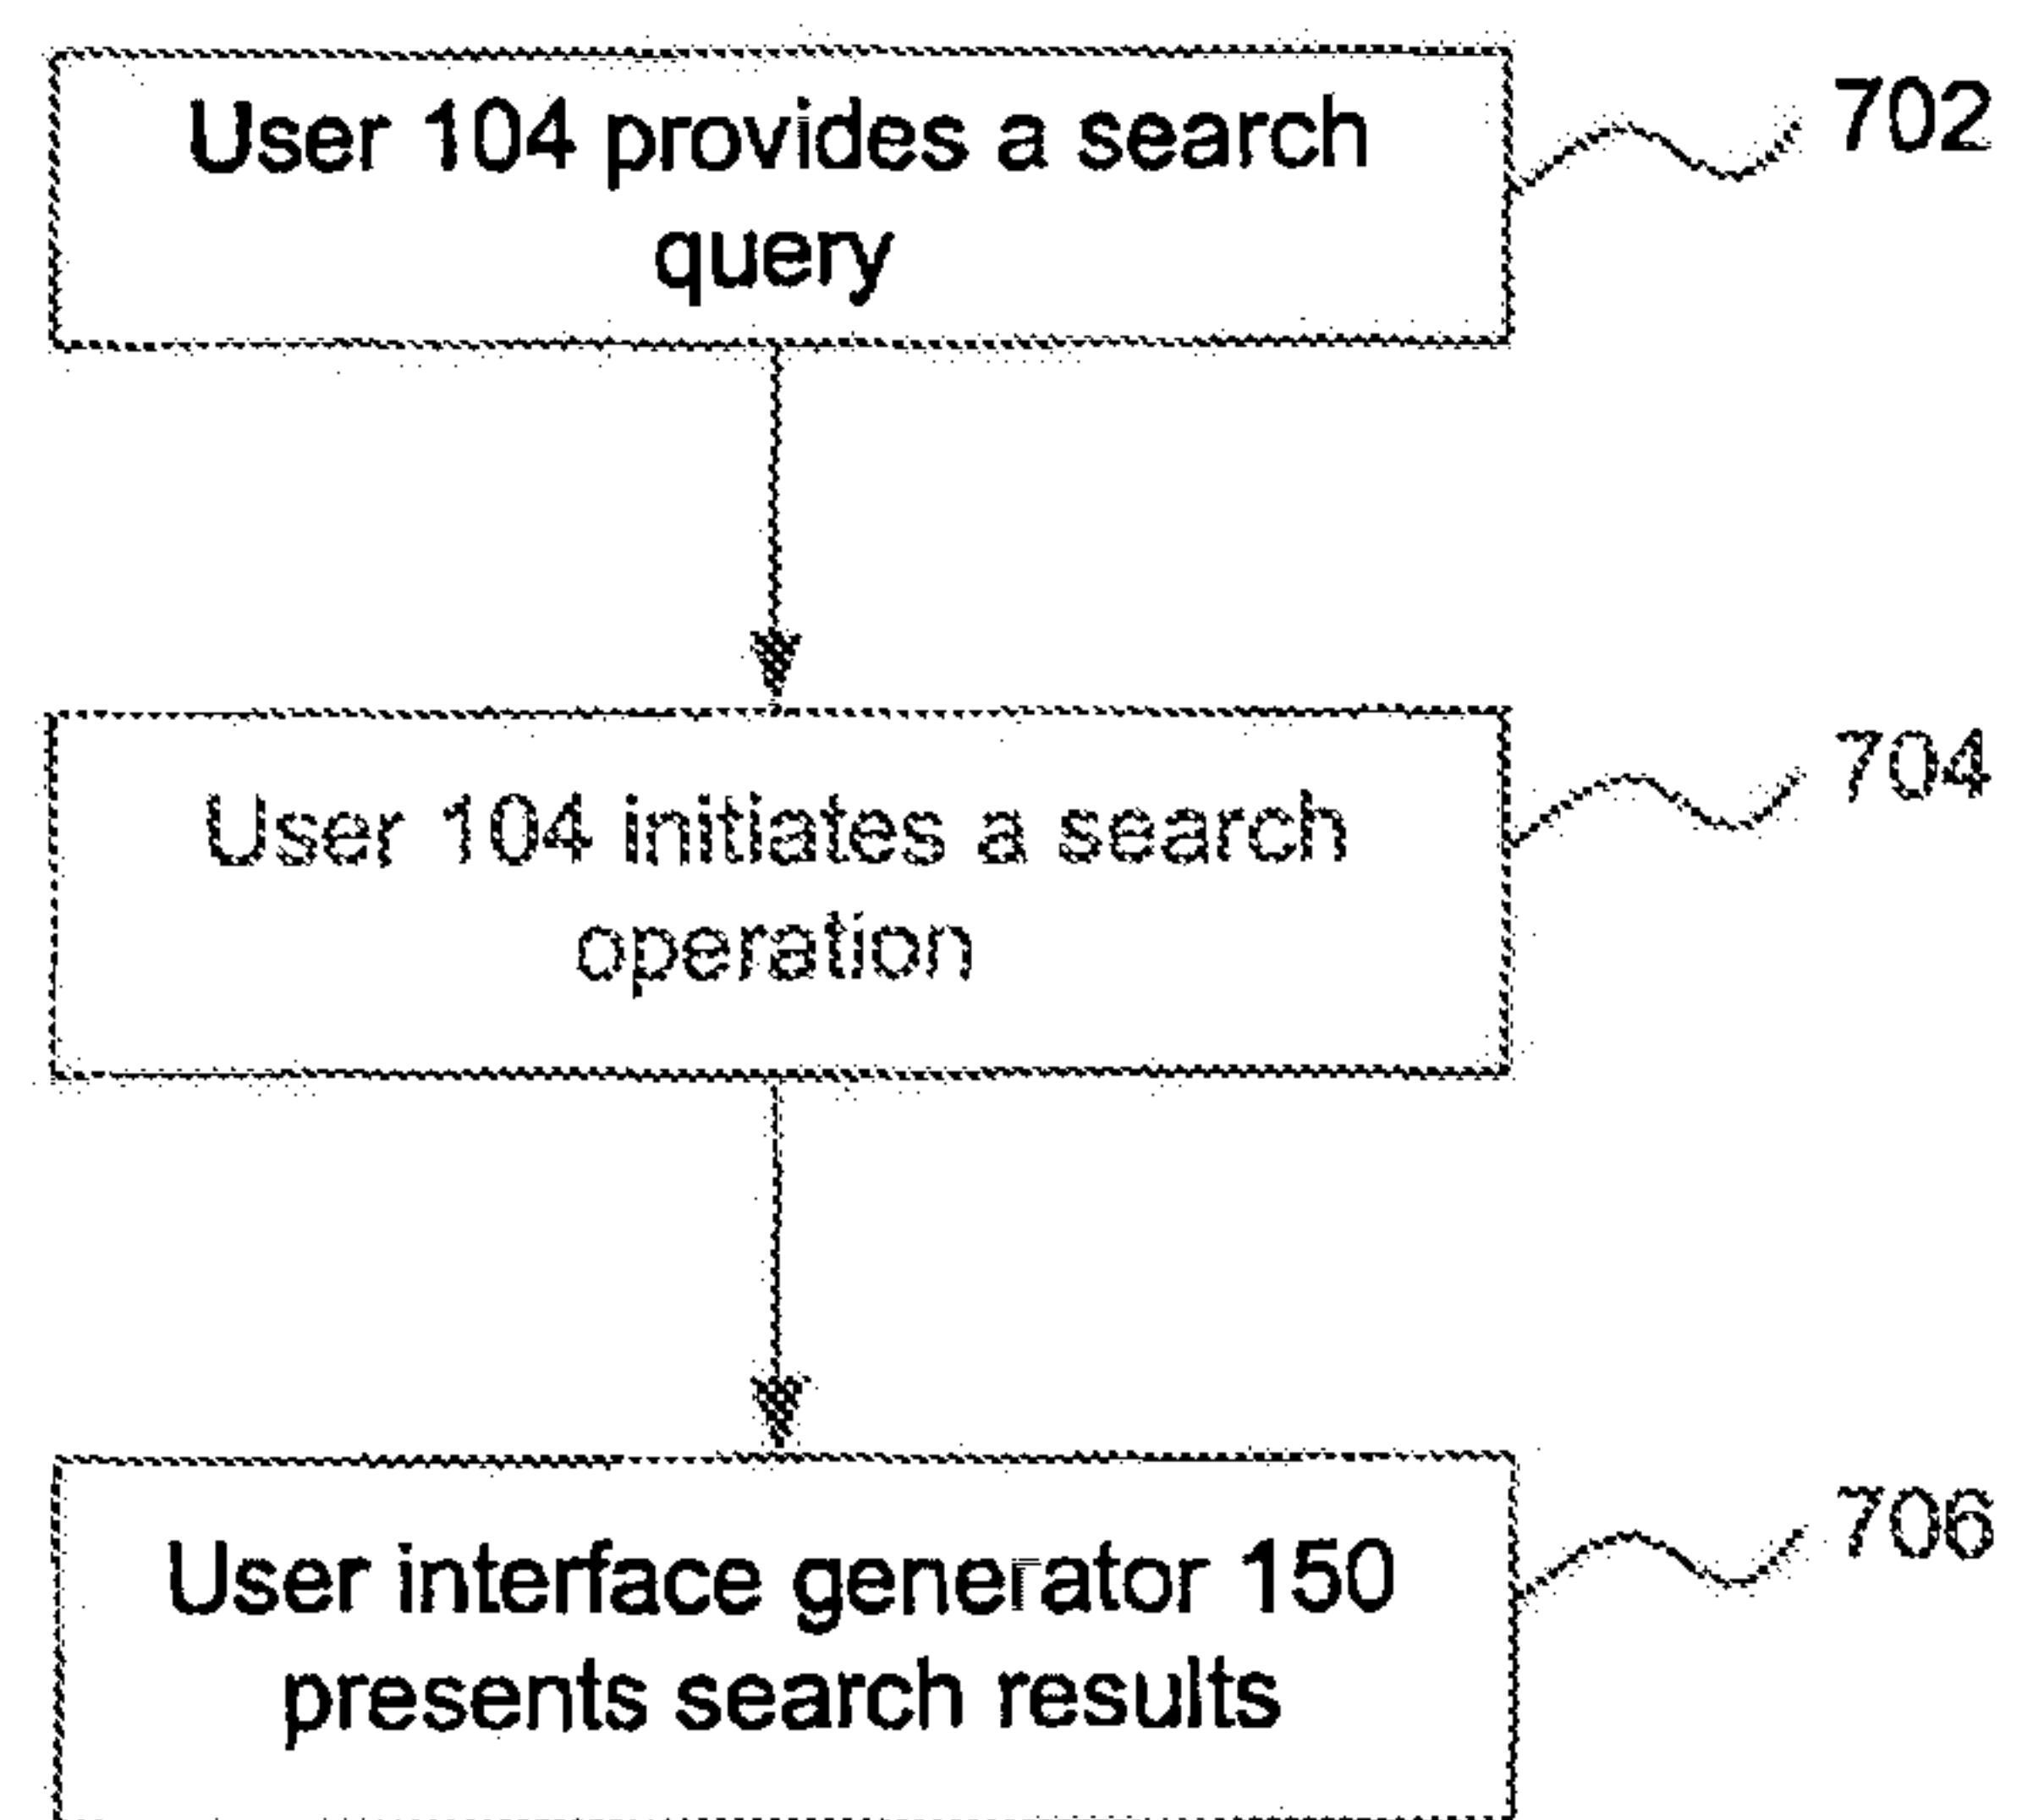 User 104 provides a search
query
702
User 104 initiates a search
operation
704
User interface generator 150
presents search results
706